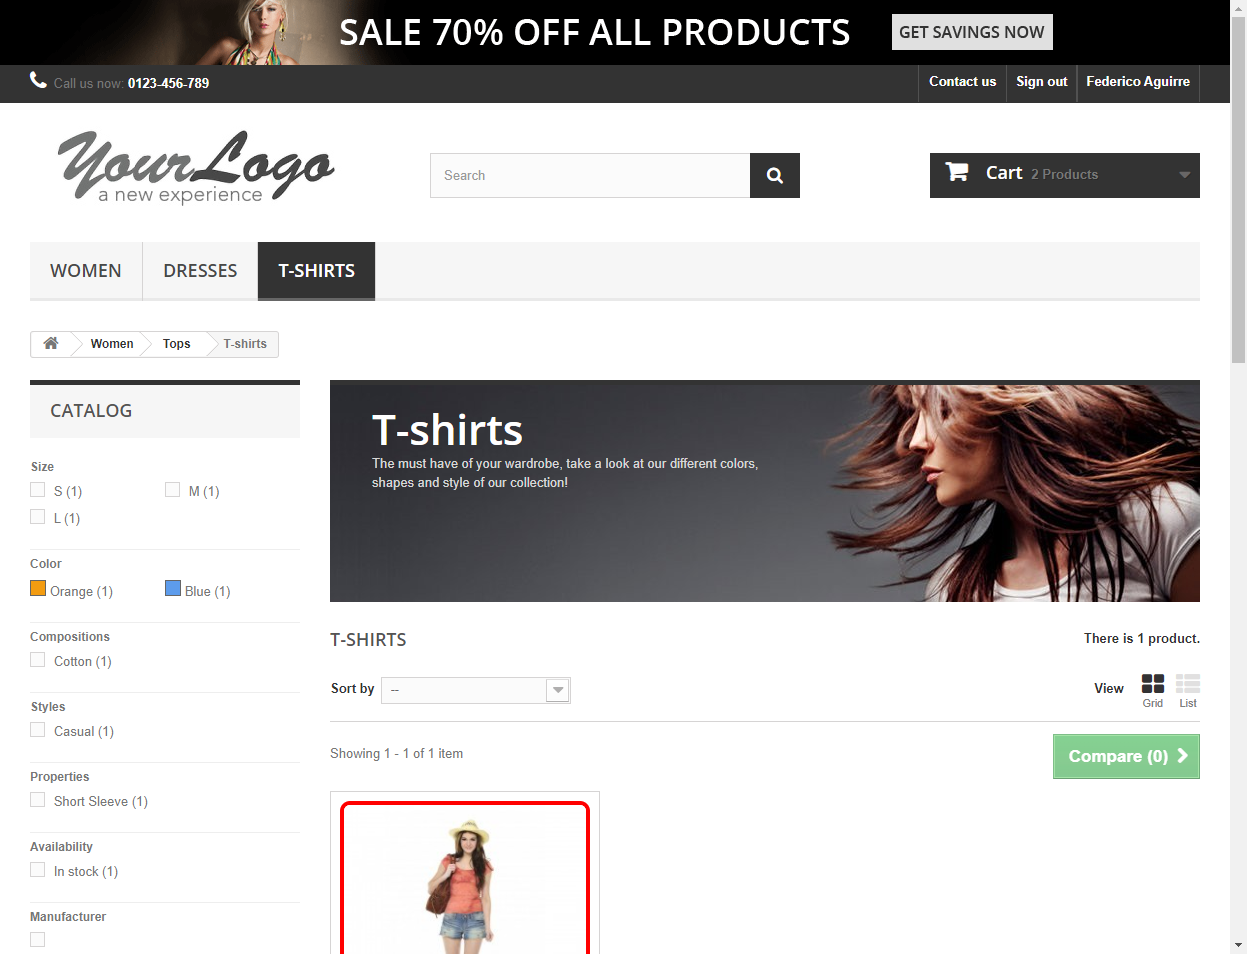 SALE 70% OFF ALL PRODUCTS
GET SAVINGS NOW
Call us now: 0123-456-789
Contact us
Sign out
Federico Aguirre
YourLogo
a new experience
Search
Cart 2 Products
WOMEN
DRESSES
T-SHIRTS
Women
Tops
T-shirts
CATALOG
Size
S (1)
M (1)
L (1)
Color
Orange (1)
Blue (1)
Compositions
Cotton (1)
Styles
Casual (1)
Properties
Short Sleeve (1)
Availability
In stock (1)
Manufacturer
T-shirts
The must have of your wardrobe, take a look at our different colors,
shapes and style of our collection!
T-SHIRTS
There is 1 product.
Sort by
--
View
Grid
List
Showing 1 - 1 of 1 item
Compare (0)